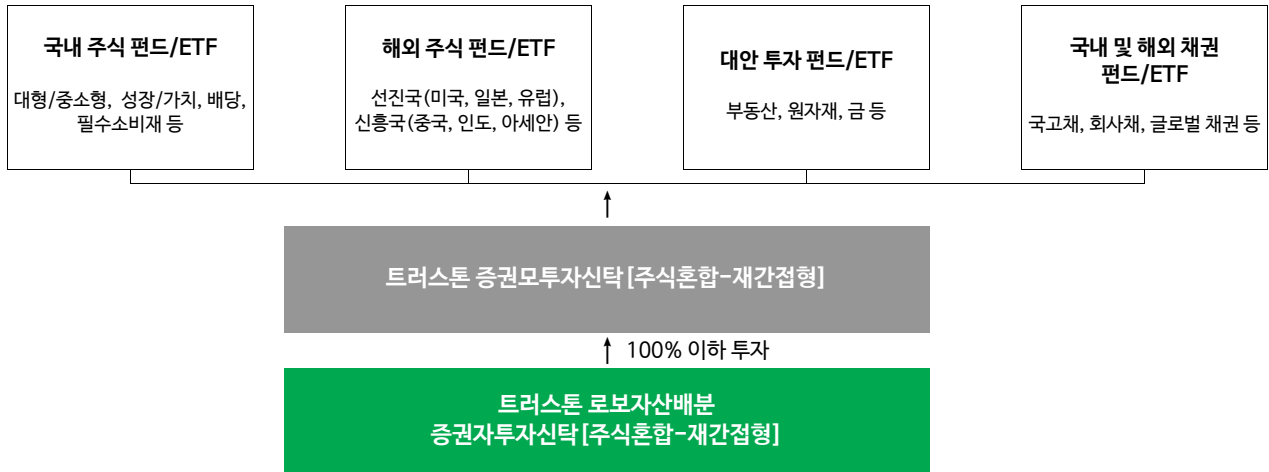 국내 주식 펀드/ETF
대형/중소형, 성장/가치, 배당,
필수소비재 등
해외 주식 펀드/ETF
선진국(미국, 일본, 유럽),
신흥국(중국, 인도, 아세안) 등
대안 투자 펀드/ETF
부동산, 원자재, 금 등
국내 및 해외 채권
펀드/ETF
국고채, 회사채, 글로벌 채권 등
트러스톤 증권모투자신탁[주식혼합-재간접형]
100% 이하 투자
트러스톤 로보자산배분
증권자투자신탁[주식혼합-재간접형]